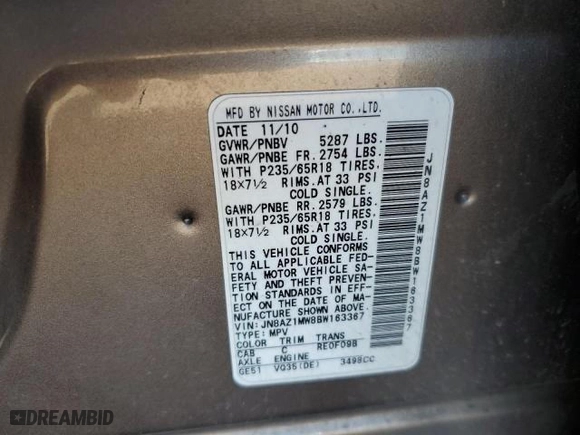 MFD BY NISSAN MOTOR CO.,LTD.
DATE 11/10
GVWR/PNBV 5287 LBS.
GAWR/PNBE FR. 2754 LBS.
WITH P235/65R18 TIRES.
18×7½ RIMS.AT 33 PSI
COLD SINGLE.
GAWR/PNBE RR. 2579 LBS.
WITH P235/65R18 TIRES.
18×7½ RIMS.AT 33 PSI
COLD SINGLE.
THIS VEHICLE CONFORMS
TO ALL APPLICABLE FED-
ERAL MOTOR VEHICLE SA-
FETY AND THEFT PREVEN-
TION STANDARDS IN EFF-
ECT ON THE DATE OF MA-
NUFACTURE SHOWN ABOVE.
VIN: JN8AZ1MW8BW163367
TYPE: MPV
COLOR TRIM TRANS
CAB C RE0F09B
AXLE ENGINE
GE51 VQ35(DE) 3498CC
JN8AZ1MW8BW163367
DREAMBID